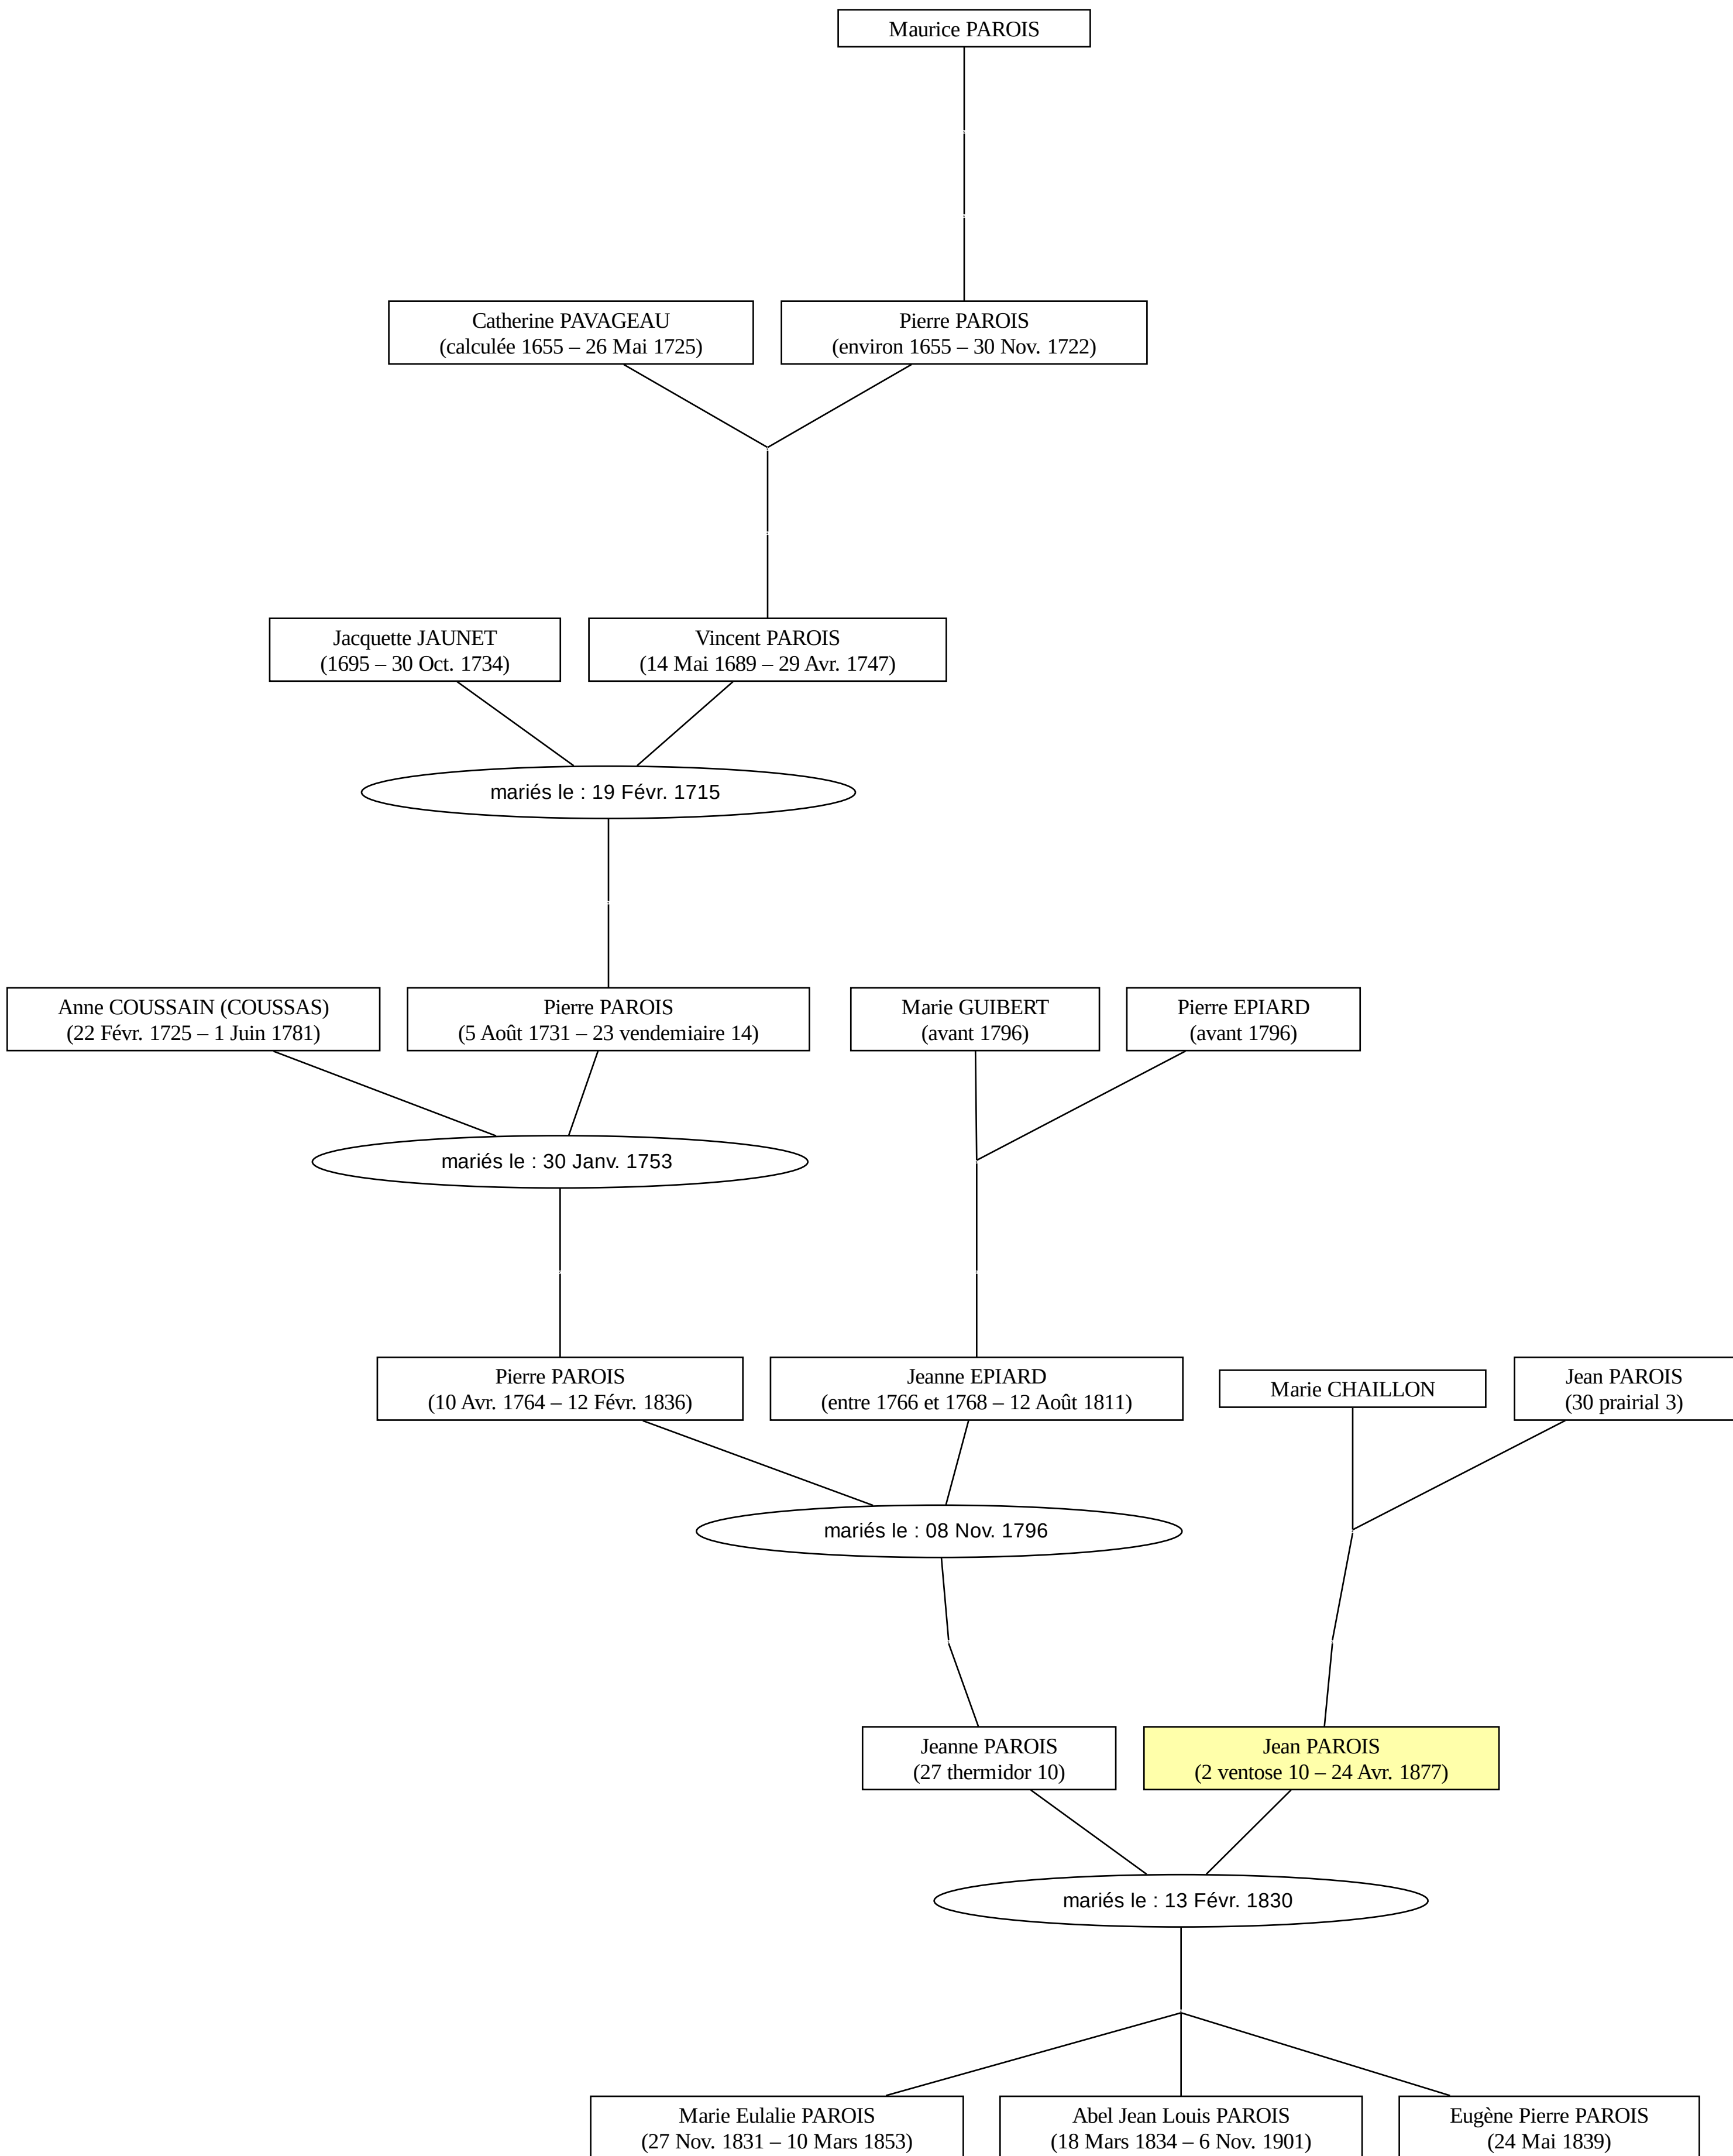 Maurice PAROIS
Catherine PAVAGEAU
(calculée 1655 – 26 Mai 1725)
Pierre PAROIS
(environ 1655 – 30 Nov. 1722)
Jacquette JAUNET
(1695 – 30 Oct. 1734)
Vincent PAROIS
(14 Mai 1689 – 29 Avr. 1747)
mariés le : 19 Févr. 1715
Anne COUSSAIN (COUSSAS)
(22 Févr. 1725 – 1 Juin 1781)
Pierre PAROIS
(5 Août 1731 – 23 vendemiaire 14)
Marie GUIBERT
(avant 1796)
Pierre EPIARD
(avant 1796)
mariés le : 30 Janv. 1753
Pierre PAROIS
(10 Avr. 1764 – 12 Févr. 1836)
Jeanne EPIARD
(entre 1766 et 1768 – 12 Août 1811)
Marie CHAILLON
Jean PAROIS
(30 prairial 3)
mariés le : 08 Nov. 1796
Jeanne PAROIS
(27 thermidor 10)
Jean PAROIS
(2 ventose 10 – 24 Avr. 1877)
mariés le : 13 Févr. 1830
Marie Eulalie PAROIS
(27 Nov. 1831 – 10 Mars 1853)
Abel Jean Louis PAROIS
(18 Mars 1834 – 6 Nov. 1901)
Eugène Pierre PAROIS
(24 Mai 1839)